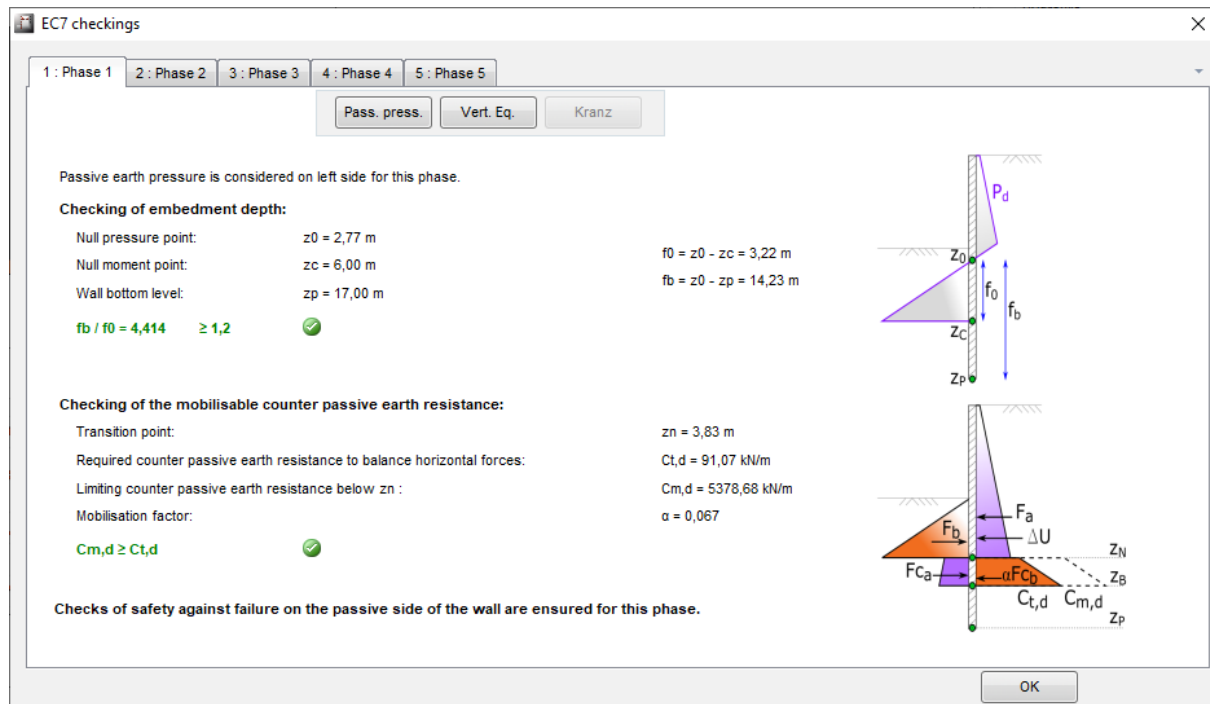 EC7 checkings
1 : Phase 1
2 : Phase 2
3 : Phase 3
4 : Phase 4
5 : Phase 5
Pass. press.
Vert. Eq.
Kranz
Passive earth pressure is considered on left side for this phase.
Checking of embedment depth:
Null pressure point: z0 = 2,77 m
Null moment point: zc = 6,00 m
Wall bottom level: zp = 17,00 m
f0 = z0 - zc = 3,22 m
fb = z0 - zp = 14,23 m
fb / f0 = 4,414 ≥ 1,2
Pd
z0
f0
fb
zC
zP
Checking of the mobilisable counter passive earth resistance:
Transition point: zn = 3,83 m
Required counter passive earth resistance to balance horizontal forces: Ct,d = 91,07 kN/m
Limiting counter passive earth resistance below zn : Cm,d = 5378,68 kN/m
Mobilisation factor: α = 0,067
Cm,d ≥ Ct,d
Fa
Fb
ΔU
zN
Fca
αFcb
zB
Ct,d
Cm,d
zP
Checks of safety against failure on the passive side of the wall are ensured for this phase.
OK